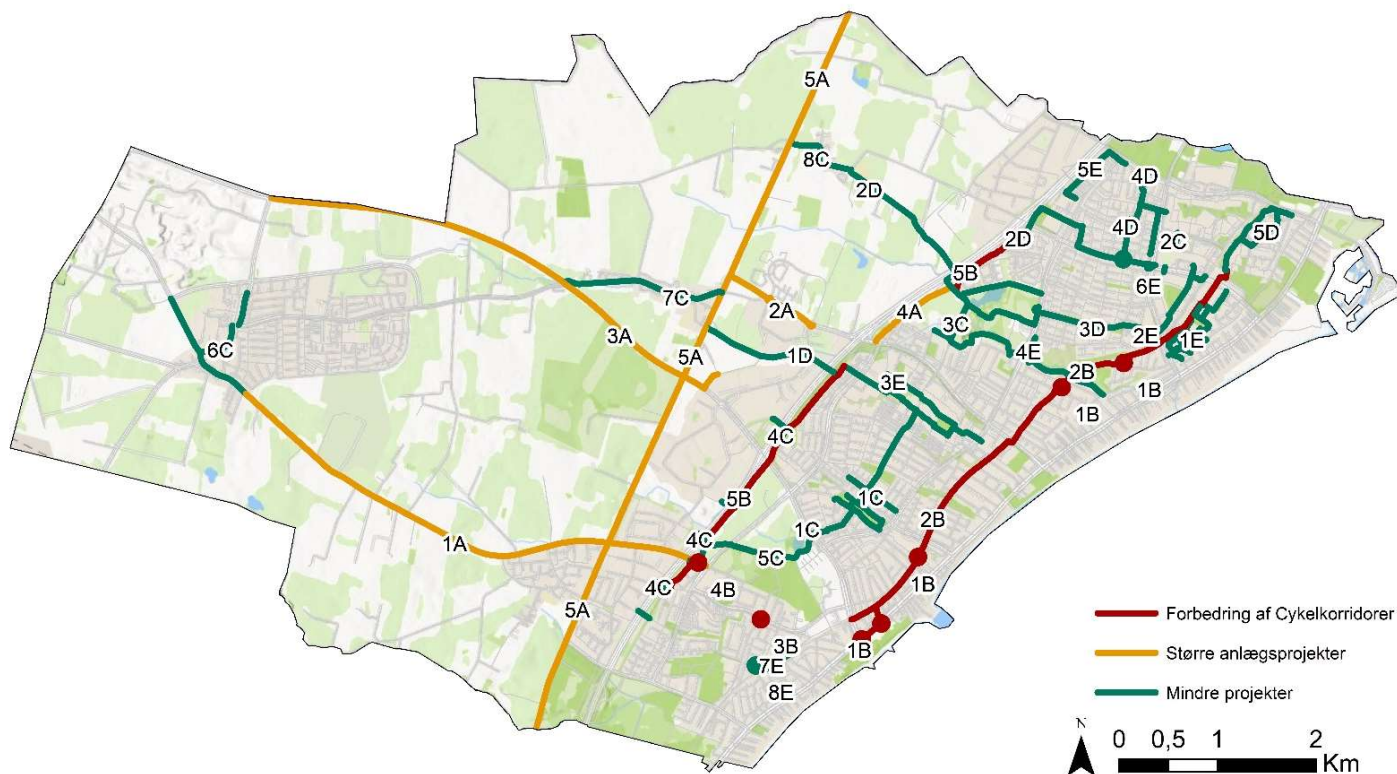 5A
8C
5E
4D
2D
4D
2C
5D
2D
5B
6E
7C
2A
4A
3C
3D
2E
1E
3A
5A
1D
4E
6C
3E
2B
1B
1B
4C
5B
1C
2B
1A
4C
5C
1C
4C
4B
1B
5A
3B
1B
7E
8E
Forbedring af Cykelkorridorer
Større anlægsprojekter
Mindre projekter
N
0 0,5 1 2
Km